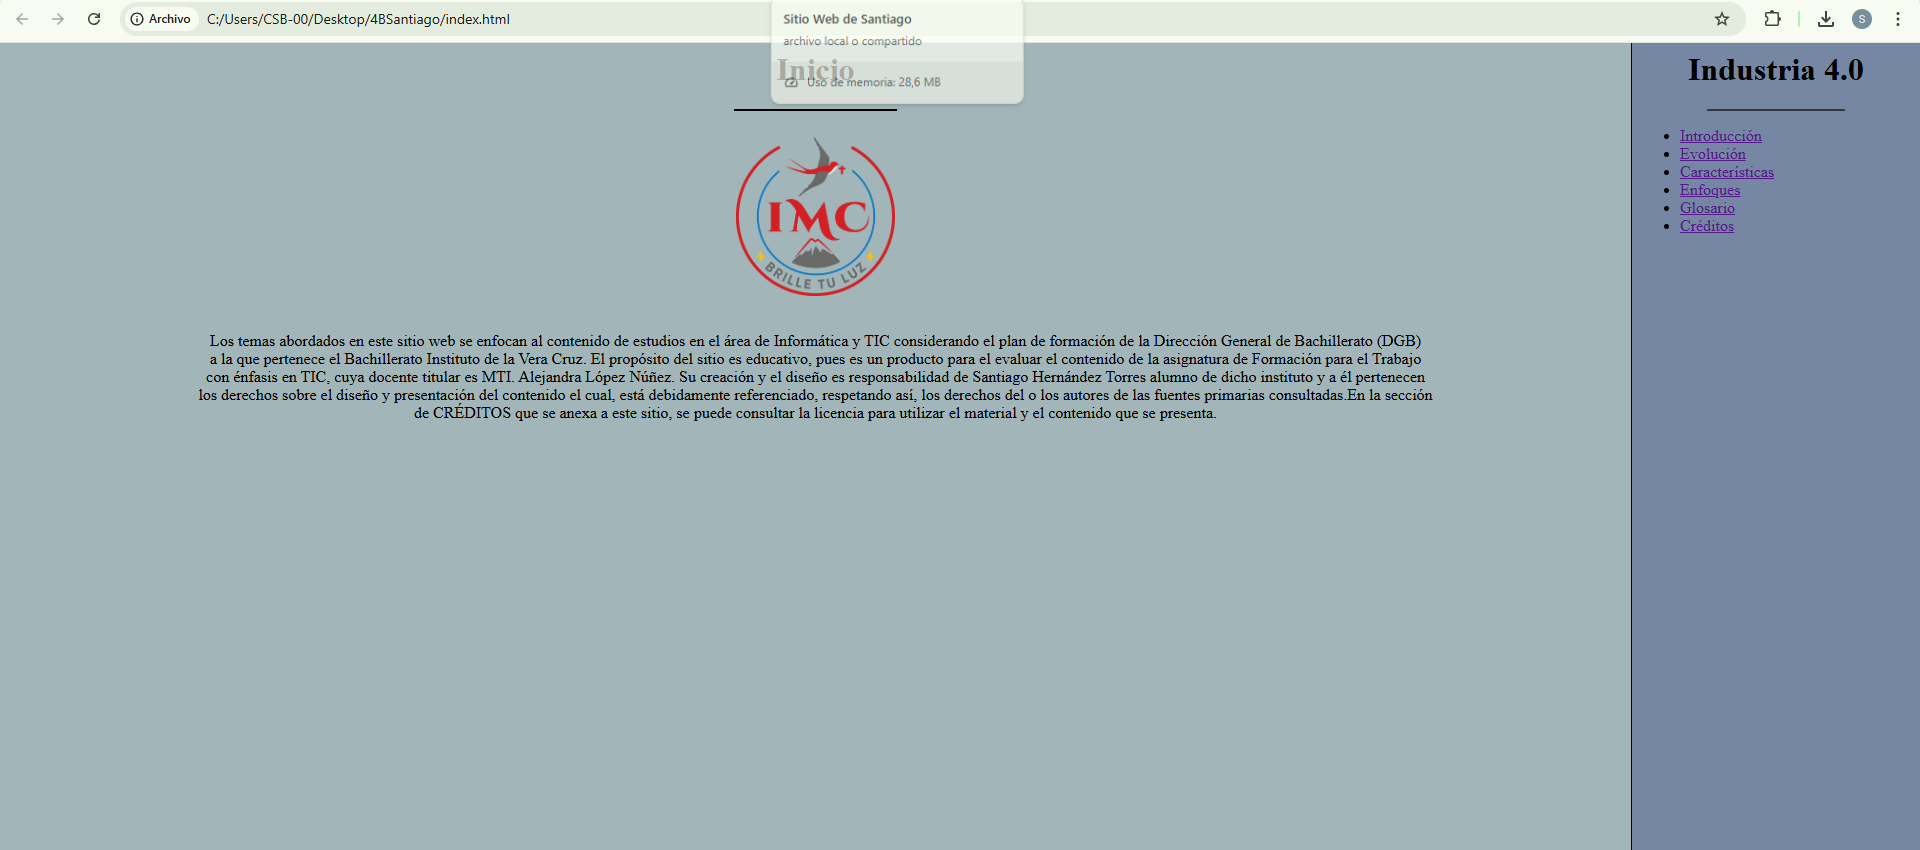 Archivo
C:/Users/CSB-00/Desktop/4BSantiago/index.html
S
Sitio Web de Santiago
archivo local o compartido
Uso de memoria: 28,6 MB
Inicio
IMC
BRILLE TU LUZ
Los temas abordados en este sitio web se enfocan al contenido de estudios en el área de Informática y TIC considerando el plan de formación de la Dirección General de Bachillerato (DGB)
a la que pertenece el Bachillerato Instituto de la Vera Cruz. El propósito del sitio es educativo, pues es un producto para el evaluar el contenido de la asignatura de Formación para el Trabajo
con énfasis en TIC, cuya docente titular es MTI. Alejandra López Núñez. Su creación y el diseño es responsabilidad de Santiago Hernández Torres alumno de dicho instituto y a él pertenecen
los derechos sobre el diseño y presentación del contenido el cual, está debidamente referenciado, respetando así, los derechos del o los autores de las fuentes primarias consultadas.En la sección
de CRÉDITOS que se anexa a este sitio, se puede consultar la licencia para utilizar el material y el contenido que se presenta.
Industria 4.0
Introducción
Evolución
Características
Enfoques
Glosario
Créditos